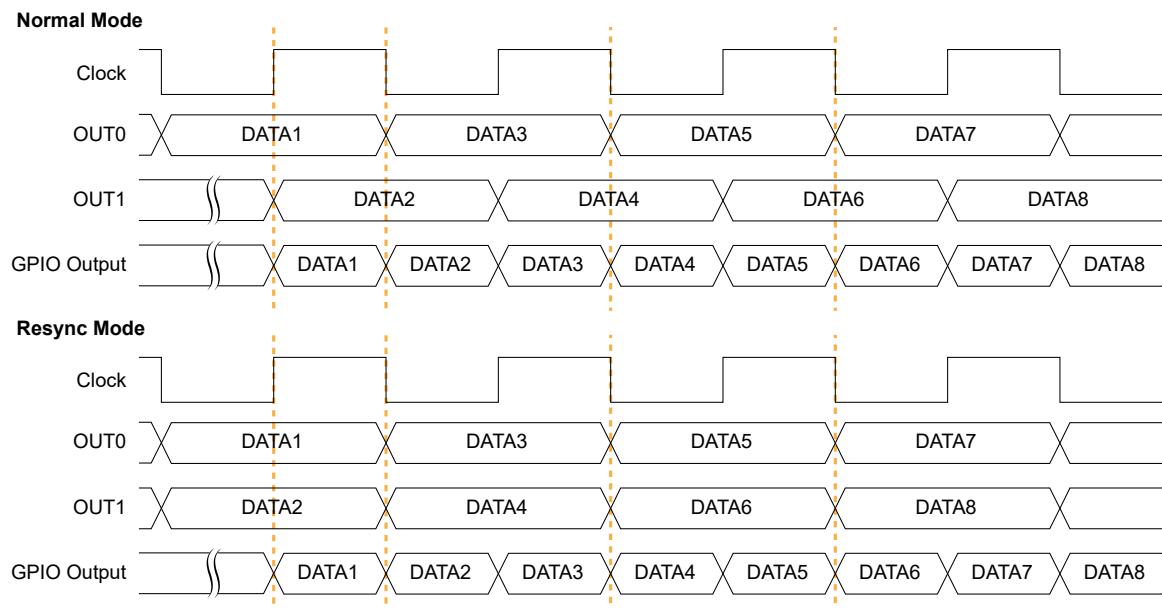 Normal Mode
Clock
OUT0 DATA1 DATA3 DATA5 DATA7
OUT1 DATA2 DATA4 DATA6 DATA8
GPIO Output DATA1 DATA2 DATA3 DATA4 DATA5 DATA6 DATA7 DATA8
Resync Mode
Clock
OUT0 DATA1 DATA3 DATA5 DATA7
OUT1 DATA2 DATA4 DATA6 DATA8
GPIO Output DATA1 DATA2 DATA3 DATA4 DATA5 DATA6 DATA7 DATA8